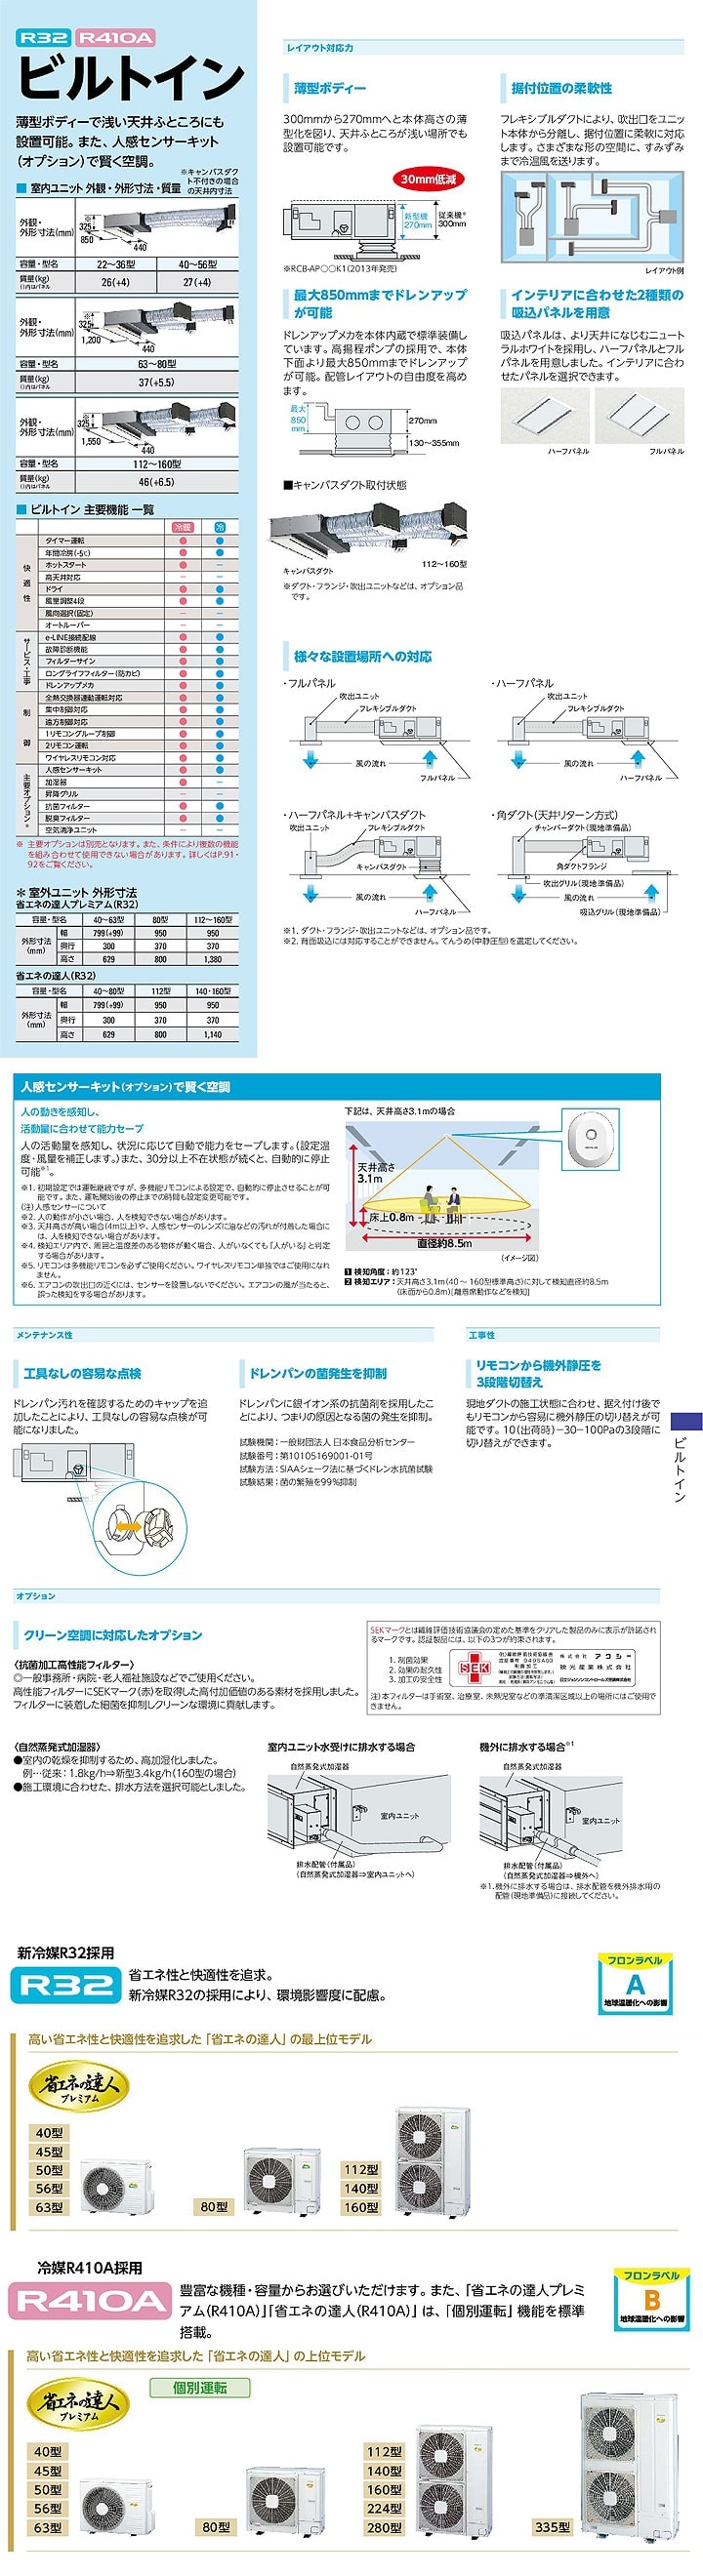 R32 R410A
ビルトイン
薄型ボディーで浅い天井ふところにも
設置可能。また、人感センサーキット
(オプション)で賢く空調。
※キャンバスダク
ト不付きの場合
の天井内寸法
■ 室内ユニット 外観・外形寸法・質量
外観・
外形寸法(mm)
※
325
850
440
容量・型名 22～36型 40～56型
質量(kg)
()内はパネル
26(+4) 27(+4)
外観・
外形寸法(mm)
※
325
1,200
440
容量・型名 63～80型
質量(kg)
()内はパネル
37(+5.5)
外観・
外形寸法(mm)
※
325
1,550
440
容量・型名 112～160型
質量(kg)
()内はパネル
46(+6.5)
■ ビルトイン 主要機能 一覧
冷暖 冷
快適性
タイマー運転 ● ●
年間冷房(-5℃) ● ●
ホットスタート ● －
高天井対応 － －
ドライ ● ●
風量調整4段 ● ●
風向選択(固定) － －
オートルーバー － －
サービス・工事
e-LINE接続配線 ● ●
故障診断機能 ● ●
フィルターサイン ● ●
ロングライフフィルター(防カビ) ● ●
ドレンアップメカ ● ●
制御
全熱交換器連動運転対応 ● ●
集中制御対応 ● ●
遠方制御対応 ● ●
1リモコングループ制御 ● ●
2リモコン運転 ● ●
ワイヤレスリモコン対応 ● ●
主要オプション※
人感センサーキット ● ●
加湿器 ● －
昇降グリル － －
抗菌フィルター ● ●
脱臭フィルター ● ●
空気清浄ユニット － －
※ 主要オプションは別売となります。また、条件により複数の機能
を組み合わせて使用できない場合があります。詳しくはP.91・
92をご覧ください。
＊ 室外ユニット 外形寸法
省エネの達人プレミアム(R32)
容量・型名 40～63型 80型 112～160型
外形寸法
(mm)
幅 799(+99) 950 950
奥行 300 370 370
高さ 629 800 1,380
省エネの達人(R32)
容量・型名 40～80型 112型 140・160型
外形寸法
(mm)
幅 799(+99) 950 950
奥行 300 370 370
高さ 629 800 1,140
レイアウト対応力
薄型ボディー
300mmから270mmへと本体高さの薄
型化を図り、天井ふところが浅い場所でも
設置可能です。
30mm低減
新型機
270mm
従来機※
300mm
※RCB-AP○○K1(2013年発売)
据付位置の柔軟性
フレキシブルダクトにより、吹出口をユニッ
ト本体から分離し、据付位置に柔軟に対応
します。さまざまな形の空間に、すみずみ
まで冷温風を送ります。
レイアウト例
最大850mmまでドレンアップ
が可能
ドレンアップメカを本体内蔵で標準装備し
ています。高揚程ポンプの採用で、本体
下面より最大850mmまでドレンアップ
が可能。配管レイアウトの自由度を高め
ます。
最大
850
mm
270mm
130～355mm
インテリアに合わせた2種類の
吸込パネルを用意
吸込パネルは、より天井になじむニュート
ラルホワイトを採用し、ハーフパネルとフル
パネルを用意しました。インテリアに合わ
せたパネルを選択できます。
ハーフパネル
フルパネル
■キャンバスダクト取付状態
キャンバスダクト
112～160型
※ダクト・フランジ・吹出ユニットなどは、オプション品
です。
様々な設置場所への対応
・フルパネル
吹出ユニット
フレキシブルダクト
風の流れ
フルパネル
・ハーフパネル
吹出ユニット
フレキシブルダクト
風の流れ
ハーフパネル
・ハーフパネル+キャンバスダクト
吹出ユニット
フレキシブルダクト
キャンバスダクト
風の流れ
ハーフパネル
・角ダクト(天井リターン方式)
チャンバーダクト(現地準備品)
角ダクトフランジ
吹出グリル(現地準備品)
風の流れ
吸込グリル(現地準備品)
※1. ダクト・フランジ・吹出ユニットなどは、オプション品です。
※2. 背面吸込には対応することができません。てんうめ(中静圧型)を選定してください。
人感センサーキット(オプション)で賢く空調
人の動きを感知し、
活動量に合わせて能力セーブ
人の活動量を感知し、状況に応じて自動で能力をセーブします。(設定温
度・風量を補正します。)また、30分以上不在状態が続くと、自動的に停止
可能※1。
※1. 初期設定では運転継続ですが、多機能リモコンによる設定で、自動的に停止させることが可
能です。また、運転開始後の停止までの時間も設定変更可能です。
(注)人感センサーについて
※2. 人の動作が小さい場合、人を検知できない場合があります。
※3. 天井高さが高い場合(4m以上)や、人感センサーのレンズに油などの汚れが付着した場合に
は、人を検知できない場合があります。
※4. 検知エリア内で、周囲と温度差のある物体が動く場合、人がいなくても「人がいる」と判定
する場合があります。
※5. リモコンは多機能リモコンを必ずご使用ください。ワイヤレスリモコン単独ではご使用になれ
ません。
※6. エアコンの吹出口の近くには、センサーを設置しないでください。エアコンの風が当たると、
誤った検知をする場合があります。
下記は、天井高さ3.1mの場合
天井高さ
3.1m
床上0.8m
直径約8.5m
(イメージ図)
1 検知角度：約123°
2 検知エリア：天井高さ3.1m(40～160型標準高さ)に対して検知直径約8.5m
(床面から0.8m)[離着席動作などを検知]
メンテナンス性
工具なしの容易な点検
ドレンパン汚れを確認するためのキャップを追
加したことにより、工具なしの容易な点検が可
能になりました。
ドレンパンの菌発生を抑制
ドレンパンに銀イオン系の抗菌剤を採用したこ
とにより、つまりの原因となる菌の発生を抑制。
試験機関：一般財団法人 日本食品分析センター
試験番号：第10105169001-01号
試験方法：SIAAシェーク法に基づくドレン水抗菌試験
試験結果：菌の繁殖を99%抑制
工事性
リモコンから機外静圧を
3段階切替え
現地ダクトの施工状態に合わせ、据え付け後で
もリモコンから容易に機外静圧の切り替えが可
能です。10(出荷時)－30－100Paの3段階に
切り替えができます。
ビルトイン
オプション
クリーン空調に対応したオプション
〈抗菌加工高性能フィルター〉
◎一般事務所・病院・老人福祉施設などでご使用ください。
高性能フィルターにSEKマーク(赤)を取得した高付加価値のある素材を採用しました。
フィルターに装着した細菌を抑制しクリーンな環境に貢献します。
SEKマークとは繊維評価技術協議会の定めた基準をクリアした製品のみに表示が許諾され
るマークです。認証製品には、以下の3つが約束されます。
1. 制菌効果
2. 効果の耐久性
3. 加工の安全性
SEK
株式会社 アクシー
映光産業株式会社
日立ジョンソンコントロールズ空調株式会社
注)本フィルターは手術室、治療室、未熟児室などの準清潔区域以上の場所にはご使用で
きません。
〈自然蒸発式加湿器〉
●室内の乾燥を抑制するため、高加湿化しました。
例…従来：1.8kg/h⇒新型3.4kg/h(160型の場合)
●施工環境に合わせた、排水方法を選択可能としました。
室内ユニット水受けに排水する場合
自然蒸発式加湿器
室内ユニット
排水配管(付属品)
(自然蒸発式加湿器⇒室内ユニットへ)
機外に排水する場合※1
自然蒸発式加湿器
室内ユニット
排水配管(付属品)
(自然蒸発式加湿器⇒機外へ)
※1.機外に排水する場合は、排水配管を機外排水用の
配管(現地準備品)に接続してください。
新冷媒R32採用
R32
省エネ性と快適性を追求。
新冷媒R32の採用により、環境影響度に配慮。
フロンラベル
A
地球温暖化への影響
高い省エネ性と快適性を追求した「省エネの達人」の最上位モデル
省エネの達人
プレミアム
40型
45型
50型
56型
63型
80型
112型
140型
160型
冷媒R410A採用
R410A
豊富な機種・容量からお選びいただけます。また、「省エネの達人プレミ
アム(R410A)」「省エネの達人(R410A)」は、「個別運転」機能を標準
搭載。
フロンラベル
B
地球温暖化への影響
高い省エネ性と快適性を追求した「省エネの達人」の上位モデル
省エネの達人
プレミアム
個別運転
40型
45型
50型
56型
63型
80型
112型
140型
160型
224型
280型
335型